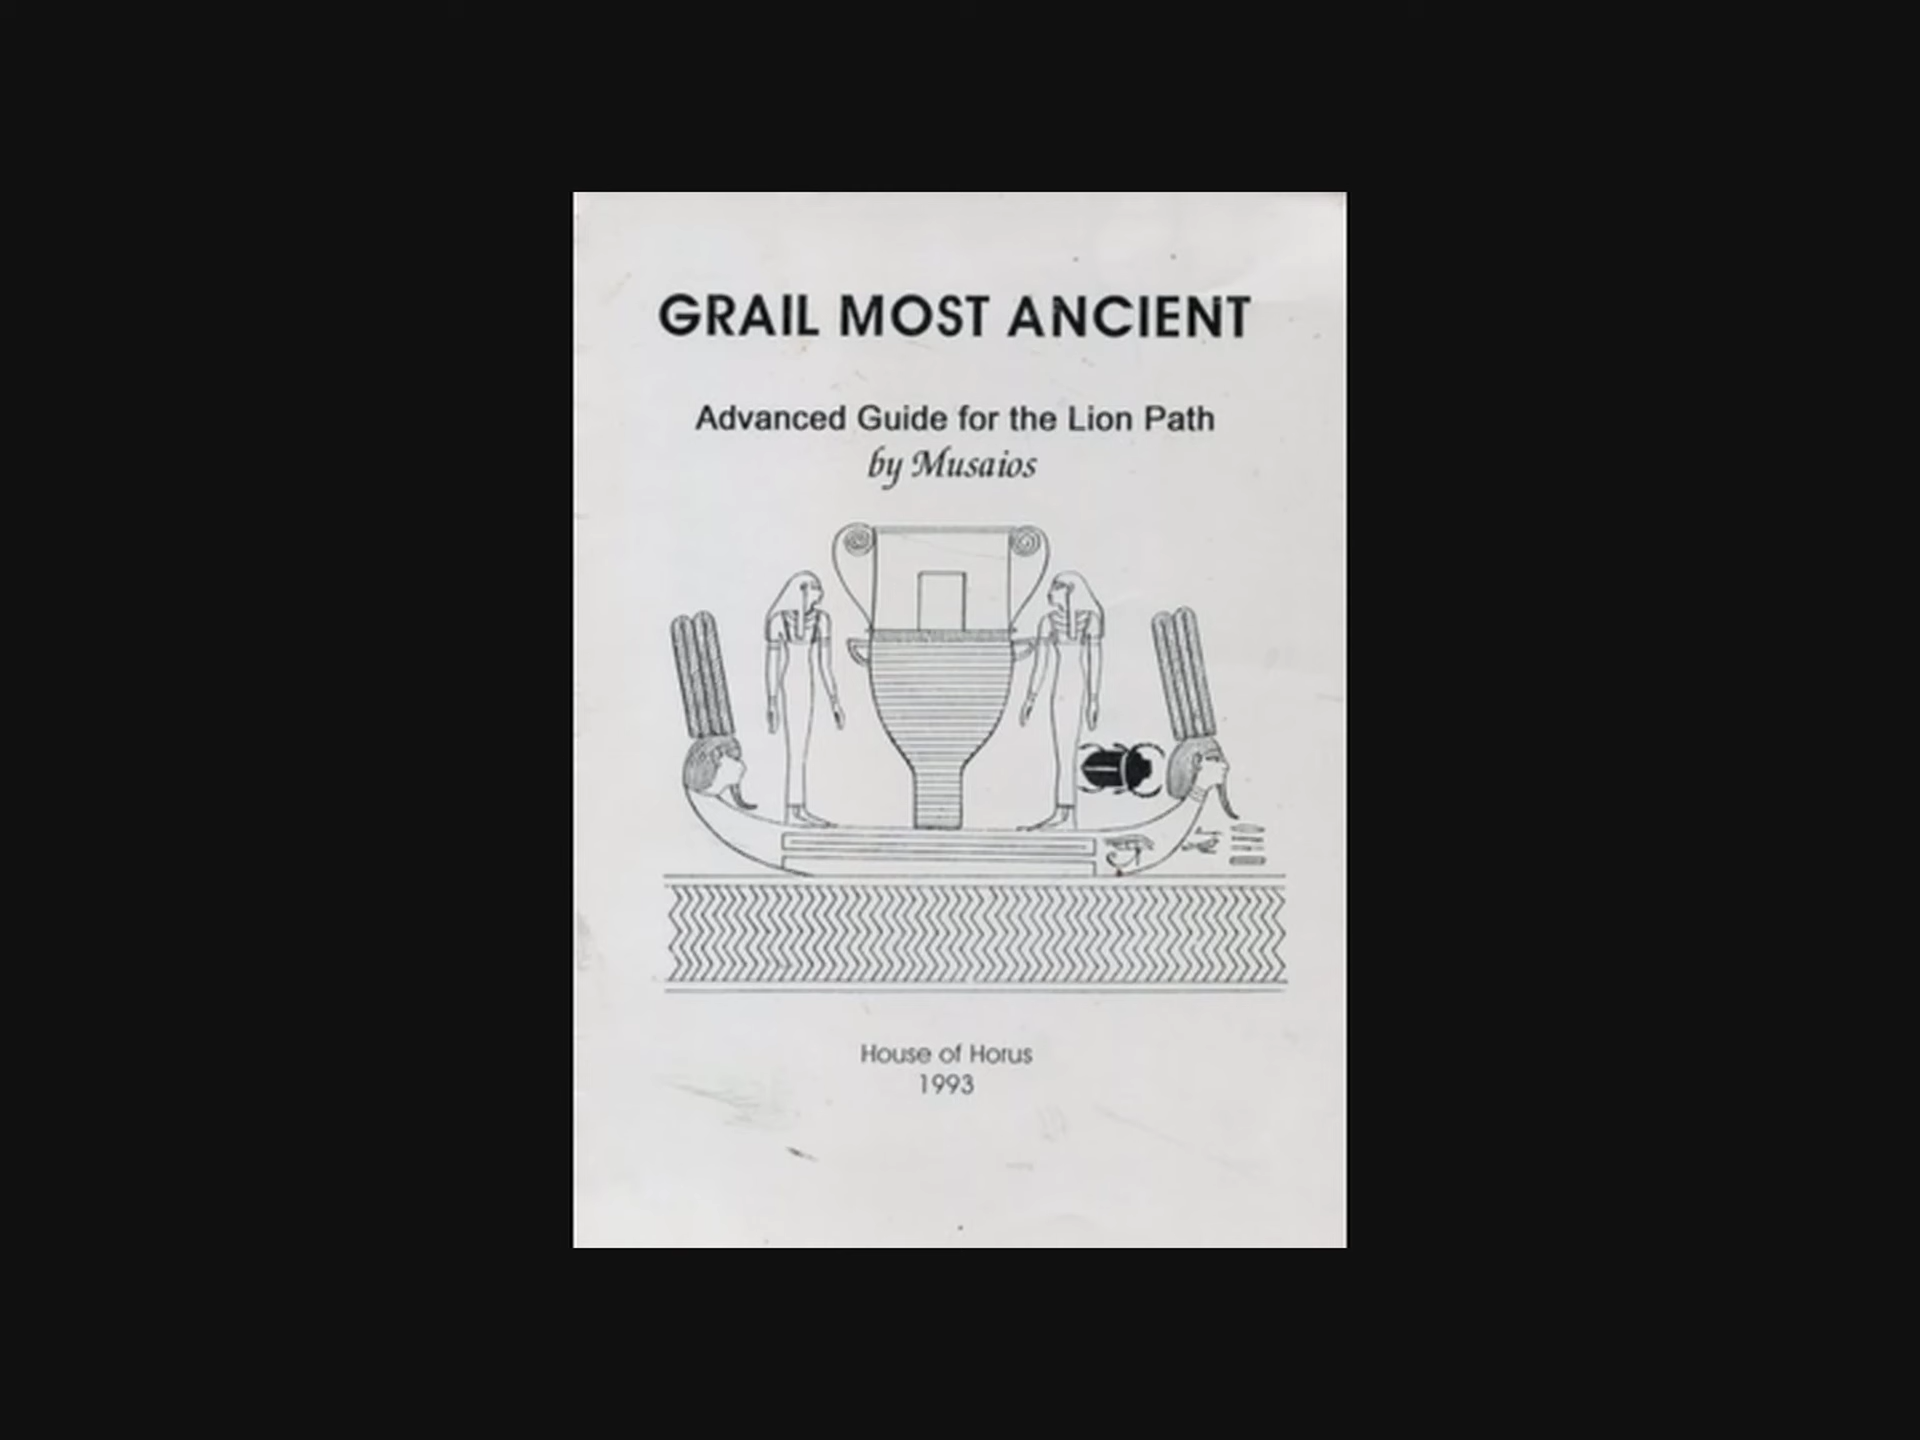 GRAIL MOST ANCIENT
Advanced Guide for the Lion Path
by Musaios
House of Horus
1993